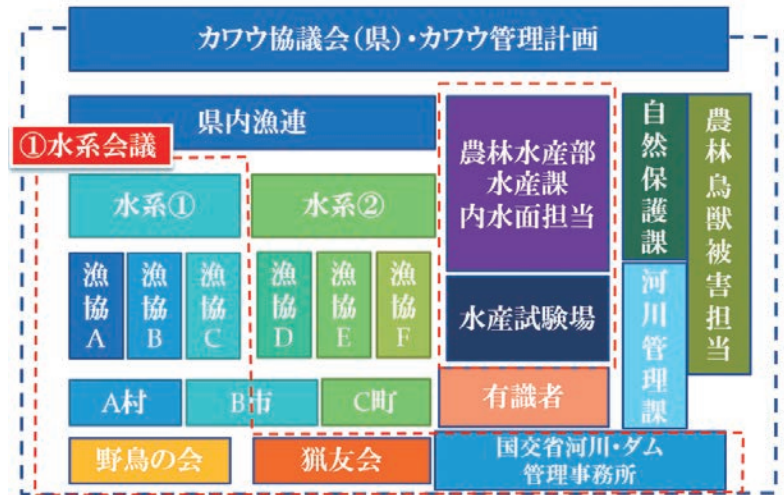 カワウ協議会(県)・カワウ管理計画
県内漁連
①水系会議
水系①
水系②
漁協A
漁協B
漁協C
漁協D
漁協E
漁協F
A村
B市
C町
野鳥の会
猟友会
農林水産部
水産課
内水面担当
水産試験場
有識者
国交省河川・ダム
管理事務所
自然保護課
河川管理課
農林鳥獣被害担当